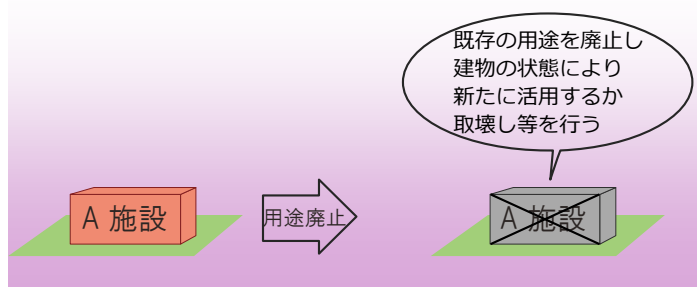 既存の用途を廃止し
建物の状態により
新たに活用するか
取壊し等を行う
A 施設
用途廃止
A 施設